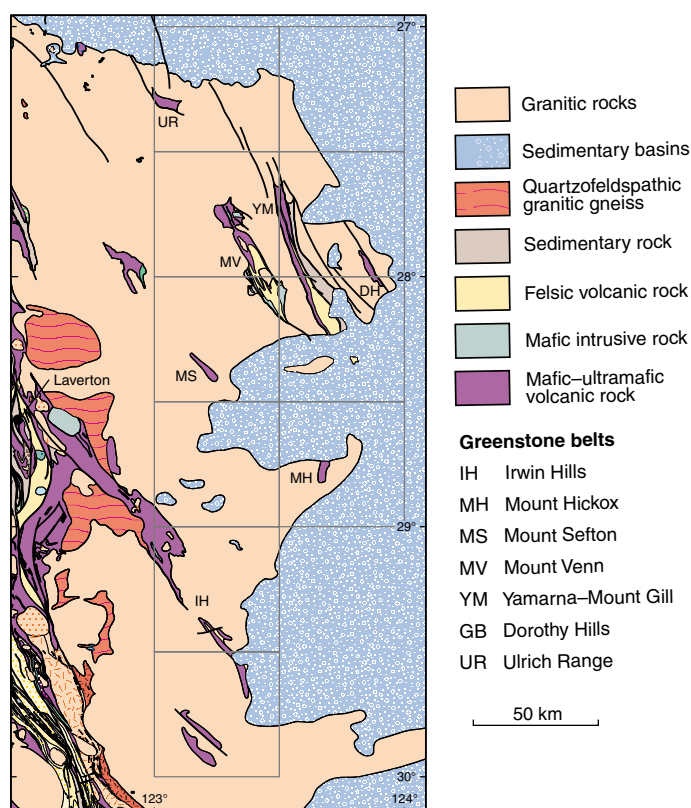 27°
UR
YM
MV
28°
DH
MS
Laverton
MH
29°
IH
30°
123°
124°
Granitic rocks
Sedimentary basins
Quartzofeldspathic
granitic gneiss
Sedimentary rock
Felsic volcanic rock
Mafic intrusive rock
Mafic–ultramafic
volcanic rock
Greenstone belts
IH Irwin Hills
MH Mount Hickox
MS Mount Sefton
MV Mount Venn
YM Yamarna–Mount Gill
GB Dorothy Hills
UR Ulrich Range
50 km